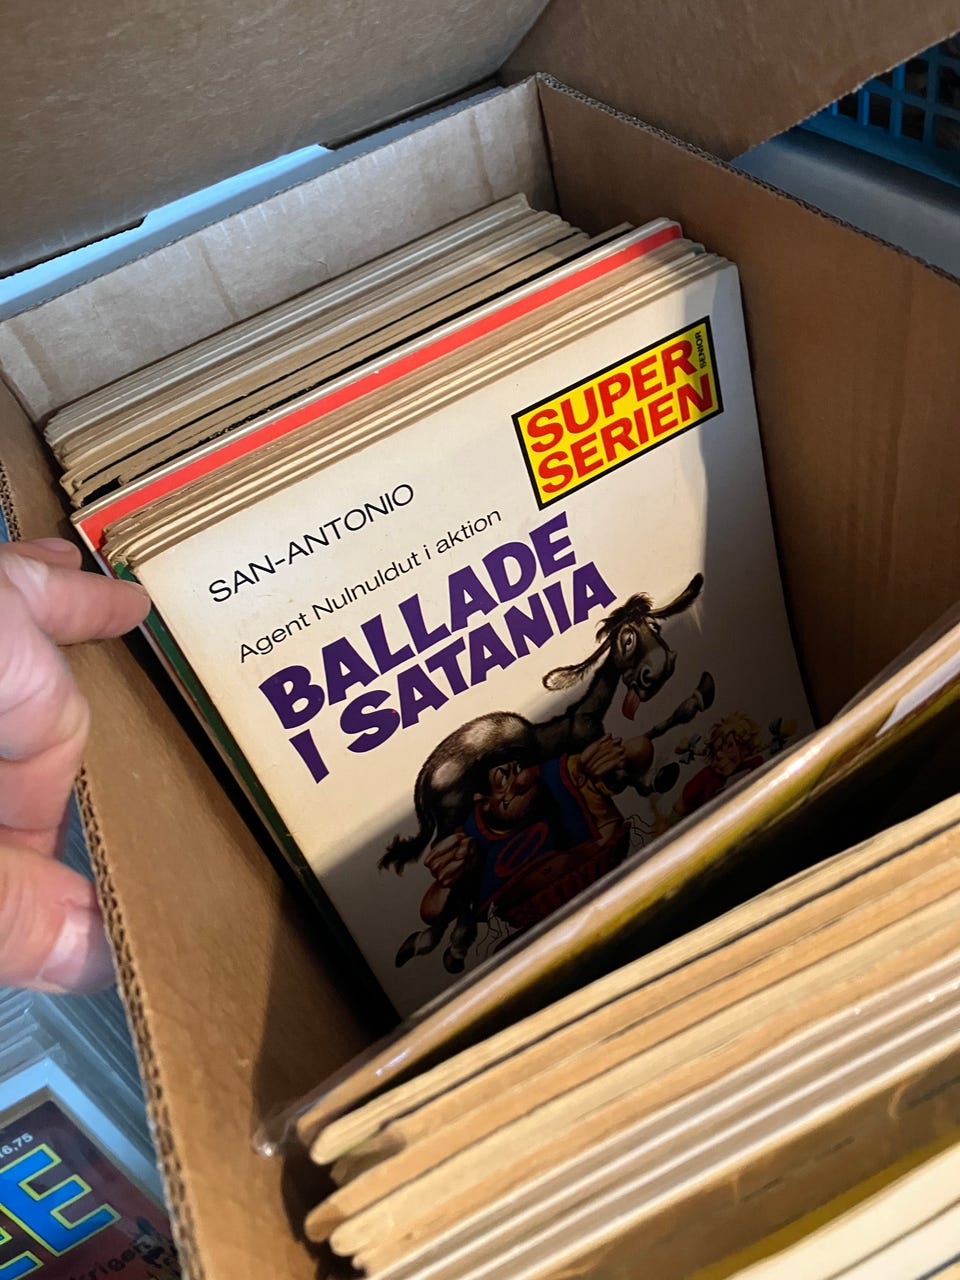 SUPER
SENIOR
SERIEN
SAN-ANTONIO
Agent Nulnuldut i aktion
BALLADE
I SATANIA